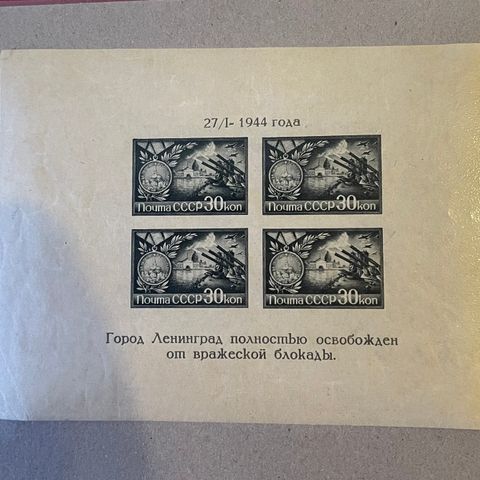 27/I- 1944 года
Почта СССР 30 коп
Почта СССР 30 коп
Почта СССР 30 коп
Почта СССР 30 коп
Город Ленинград полностью освобожден
от вражеской блокады.